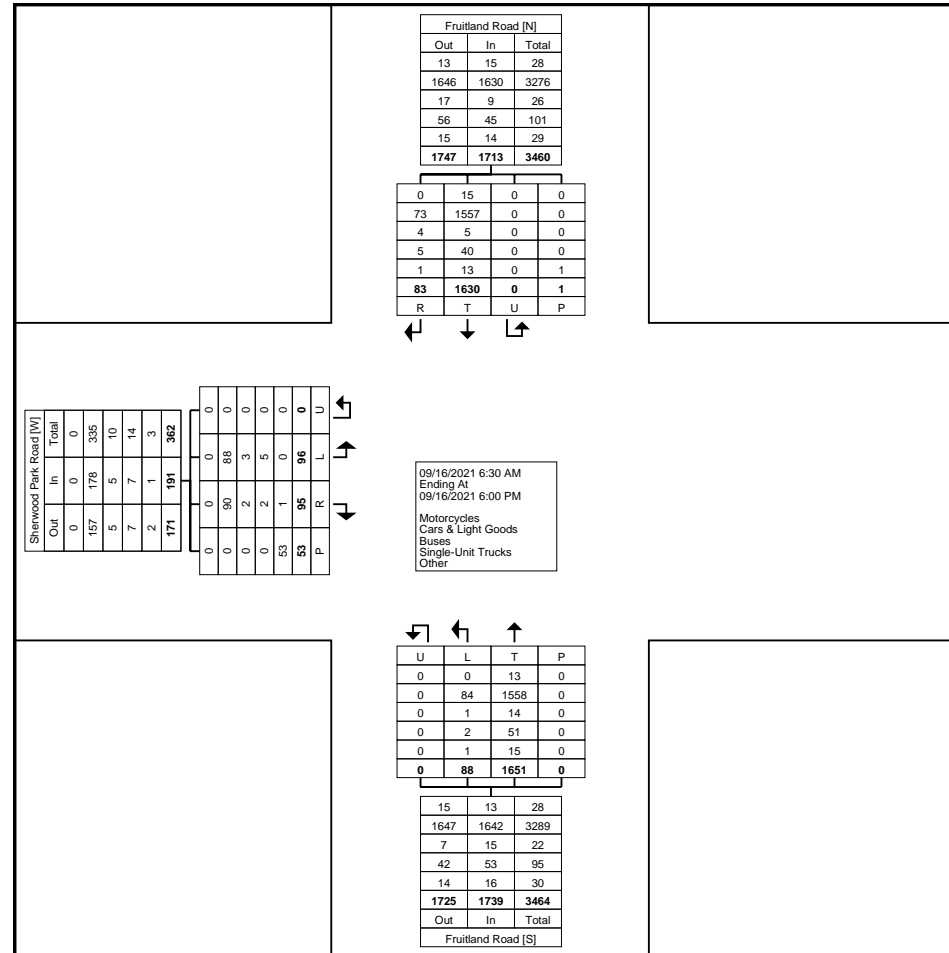 Fruitland Road [N]
Out In Total
13 15 28
1646 1630 3276
17 9 26
56 45 101
15 14 29
1747 1713 3460
0 15 0 0
73 1557 0 0
4 5 0 0
5 40 0 0
1 13 0 1
83 1630 0 1
R T U P
Sherwood Park Road [W]
Total 0 335 10 14 3 362
In 0 178 5 7 1 191
Out 0 157 5 7 2 171
0 0 0 0 0 0 U
0 88 3 5 0 96 L
0 90 2 2 1 95 R
0 0 0 0 53 53 P
09/16/2021 6:30 AM
Ending At
09/16/2021 6:00 PM
Motorcycles
Cars & Light Goods
Buses
Single-Unit Trucks
Other
U L T P
0 0 13 0
0 84 1558 0
0 1 14 0
0 2 51 0
0 1 15 0
0 88 1651 0
15 13 28
1647 1642 3289
7 15 22
42 53 95
14 16 30
1725 1739 3464
Out In Total
Fruitland Road [S]